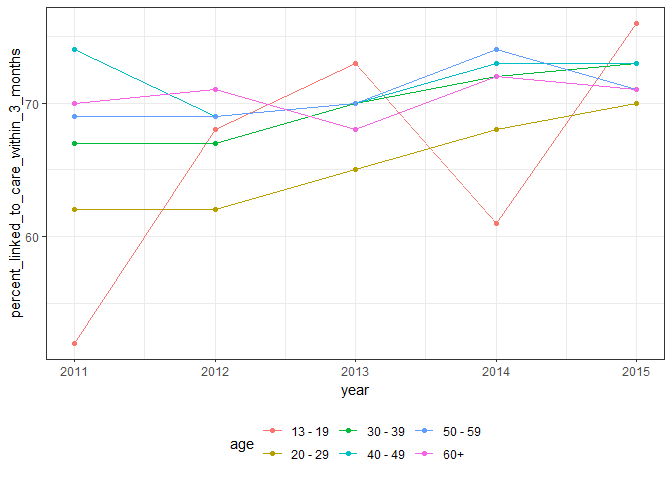 percent_linked_to_care_within_3_months
70
60
2011 2012 2013 2014 2015
year
age
13 - 19 30 - 39 50 - 59
20 - 29 40 - 49 60+